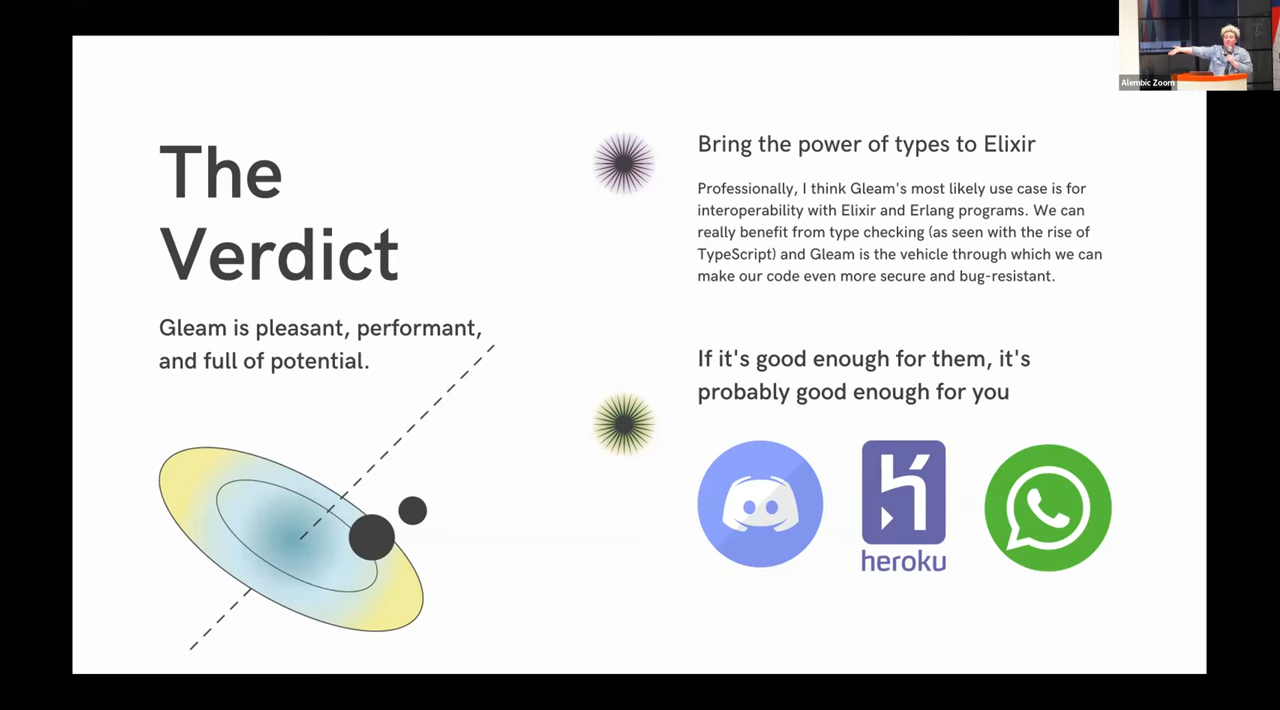 Alembic Zoom
The
Verdict
Gleam is pleasant, performant,
and full of potential.
Bring the power of types to Elixir
Professionally, I think Gleam's most likely use case is for
interoperability with Elixir and Erlang programs. We can
really benefit from type checking (as seen with the rise of
TypeScript) and Gleam is the vehicle through which we can
make our code even more secure and bug-resistant.
If it's good enough for them, it's
probably good enough for you
heroku